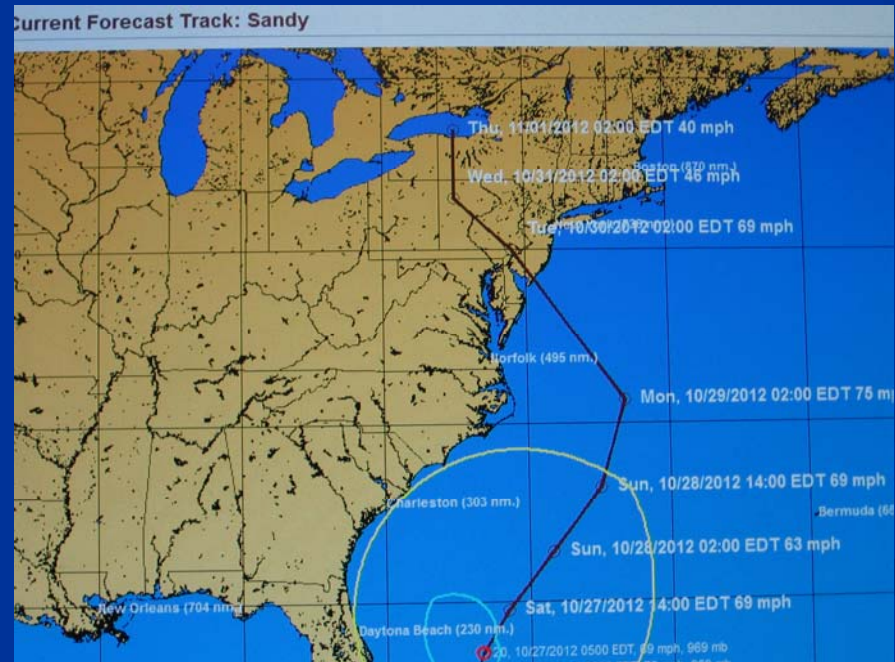 Current Forecast Track: Sandy
Thu, 11/01/2012 02:00 EDT 40 mph
Boston (870 nm.)
Wed, 10/31/2012 02:00 EDT 46 mph
Tue, 10/30/2012 02:00 EDT 69 mph
Norfolk (495 nm.)
Mon, 10/29/2012 02:00 EDT 75 m
Sun, 10/28/2012 14:00 EDT 69 mph
Charleston (303 nm.)
Bermuda (6
Sun, 10/28/2012 02:00 EDT 63 mph
Sat, 10/27/2012 14:00 EDT 69 mph
New Orleans (704 nm.)
Daytona Beach (230 nm.)
20, 10/27/2012 0500 EDT, 69 mph, 969 mb